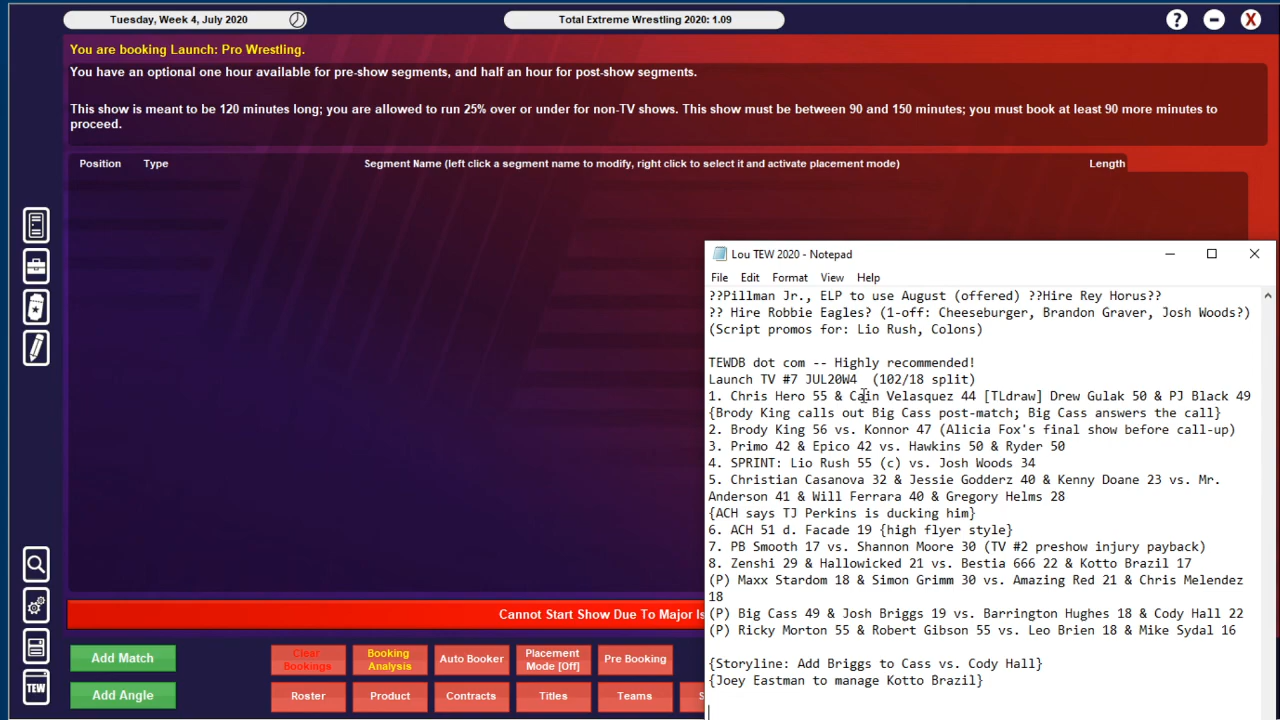 Tuesday, Week 4, July 2020
Total Extreme Wrestling 2020: 1.09
?
X
You are booking Launch: Pro Wrestling.
You have an optional one hour available for pre-show segments, and half an hour for post-show segments.
This show is meant to be 120 minutes long; you are allowed to run 25% over or under for non-TV shows. This show must be between 90 and 150 minutes; you must book at least 90 more minutes to
proceed.
Position Type Segment Name (left click a segment name to modify, right click to select it and activate placement mode) Length
Lou TEW 2020 - Notepad
File Edit Format View Help
??Pillman Jr., ELP to use August (offered) ??Hire Rey Horus??
?? Hire Robbie Eagles? (1-off: Cheeseburger, Brandon Graver, Josh Woods?)
(Script promos for: Lio Rush, Colons)
TEWDB dot com -- Highly recommended!
Launch TV #7 JUL20W4 (102/18 split)
1. Chris Hero 55 & Cain Velasquez 44 [TLdraw] Drew Gulak 50 & PJ Black 49
{Brody King calls out Big Cass post-match; Big Cass answers the call}
2. Brody King 56 vs. Konnor 47 (Alicia Fox's final show before call-up)
3. Primo 42 & Epico 42 vs. Hawkins 50 & Ryder 50
4. SPRINT: Lio Rush 55 (c) vs. Josh Woods 34
5. Christian Casanova 32 & Jessie Godderz 40 & Kenny Doane 23 vs. Mr.
Anderson 41 & Will Ferrara 40 & Gregory Helms 28
{ACH says TJ Perkins is ducking him}
6. ACH 51 d. Facade 19 {high flyer style}
7. PB Smooth 17 vs. Shannon Moore 30 (TV #2 preshow injury payback)
8. Zenshi 29 & Hallowicked 21 vs. Bestia 666 22 & Kotto Brazil 17
(P) Maxx Stardom 18 & Simon Grimm 30 vs. Amazing Red 21 & Chris Melendez
18
(P) Big Cass 49 & Josh Briggs 19 vs. Barrington Hughes 18 & Cody Hall 22
(P) Ricky Morton 55 & Robert Gibson 55 vs. Leo Brien 18 & Mike Sydal 16
{Storyline: Add Briggs to Cass vs. Cody Hall}
{Joey Eastman to manage Kotto Brazil}
Cannot Start Show Due To Major Is
Add Match
Clear
Bookings
Booking
Analysis
Auto Booker
Placement
Mode [Off]
Pre Booking
Add Angle
Roster
Product
Contracts
Titles
Teams
S
TEW